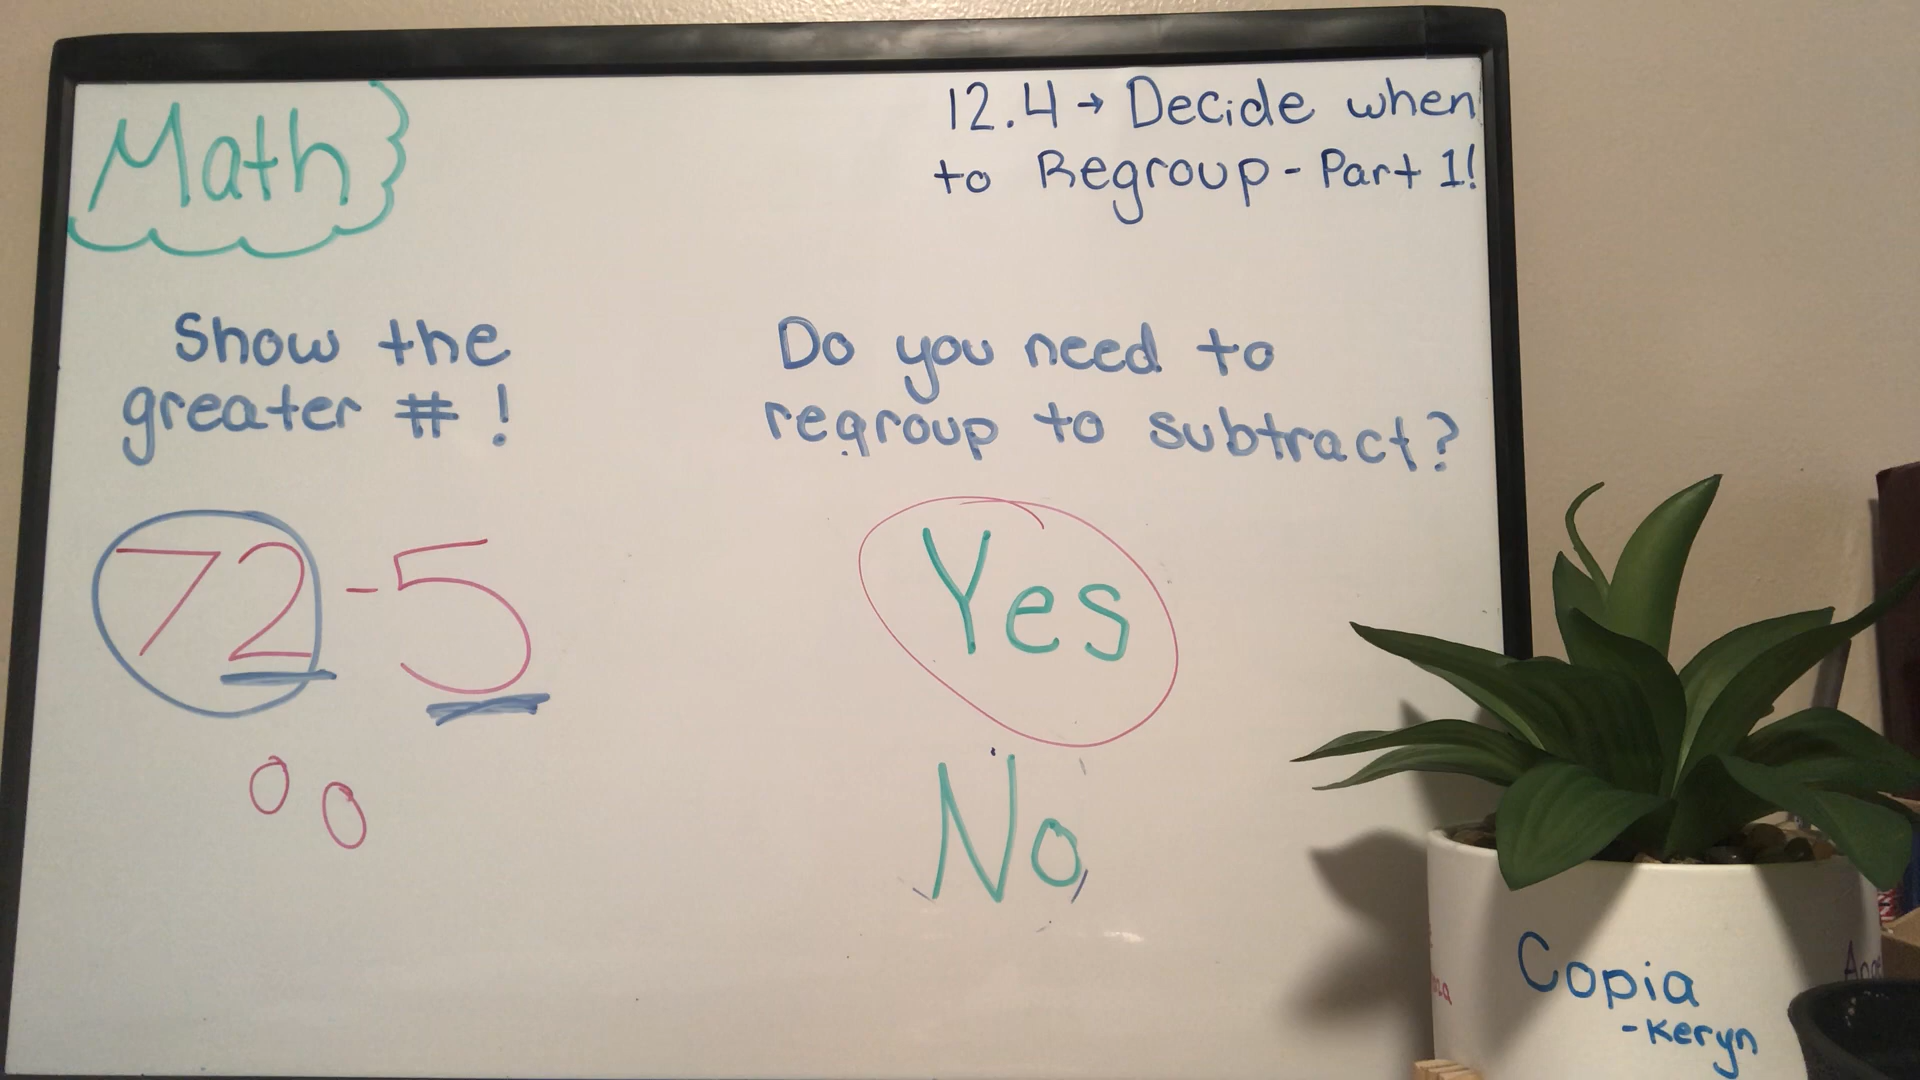 Math
12.4 → Decide when
to Regroup - Part 1!
Show the
greater # !
Do you need to
regroup to subtract?
72 - 5
Yes
No
Copia
- Keryn